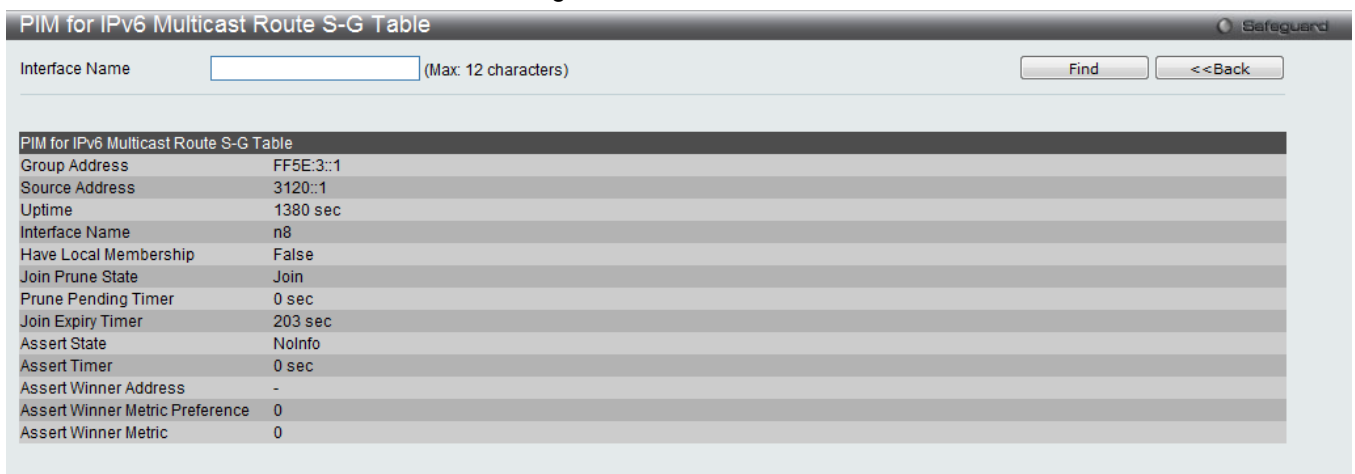 PIM for IPv6 Multicast Route S-G Table
Safeguard
Interface Name (Max: 12 characters) Find <<Back
PIM for IPv6 Multicast Route S-G Table
Group Address FF5E:3::1
Source Address 3120::1
Uptime 1380 sec
Interface Name n8
Have Local Membership False
Join Prune State Join
Prune Pending Timer 0 sec
Join Expiry Timer 203 sec
Assert State NoInfo
Assert Timer 0 sec
Assert Winner Address -
Assert Winner Metric Preference 0
Assert Winner Metric 0